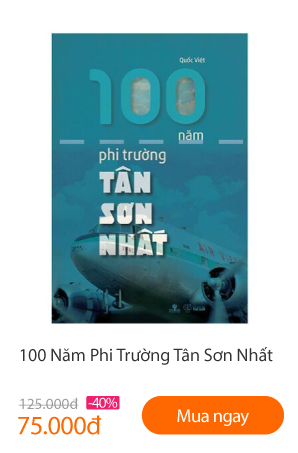 Quốc Việt
100
năm
phi trường
TÂN
SƠN
NHẤT
100 Năm Phi Trường Tân Sơn Nhất
125.000đ -40%
75.000đ
Mua ngay